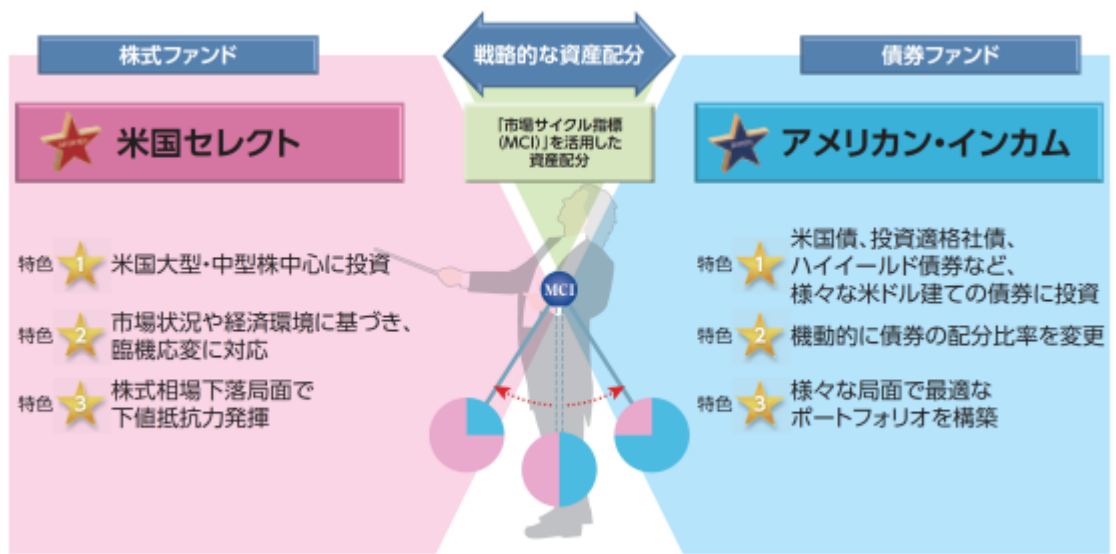 株式ファンド
戦略的な資産配分
債券ファンド
米国セレクト
「市場サイクル指標
(MCI)」を活用した
資産配分
アメリカン・インカム
特色 1 米国大型・中型株中心に投資
特色 2 市場状況や経済環境に基づき、
臨機応変に対応
特色 3 株式相場下落局面で
下値抵抗力発揮
MCI
特色 1 米国債、投資適格社債、
ハイイールド債券など、
様々な米ドル建ての債券に投資
特色 2 機動的に債券の配分比率を変更
特色 3 様々な局面で最適な
ポートフォリオを構築